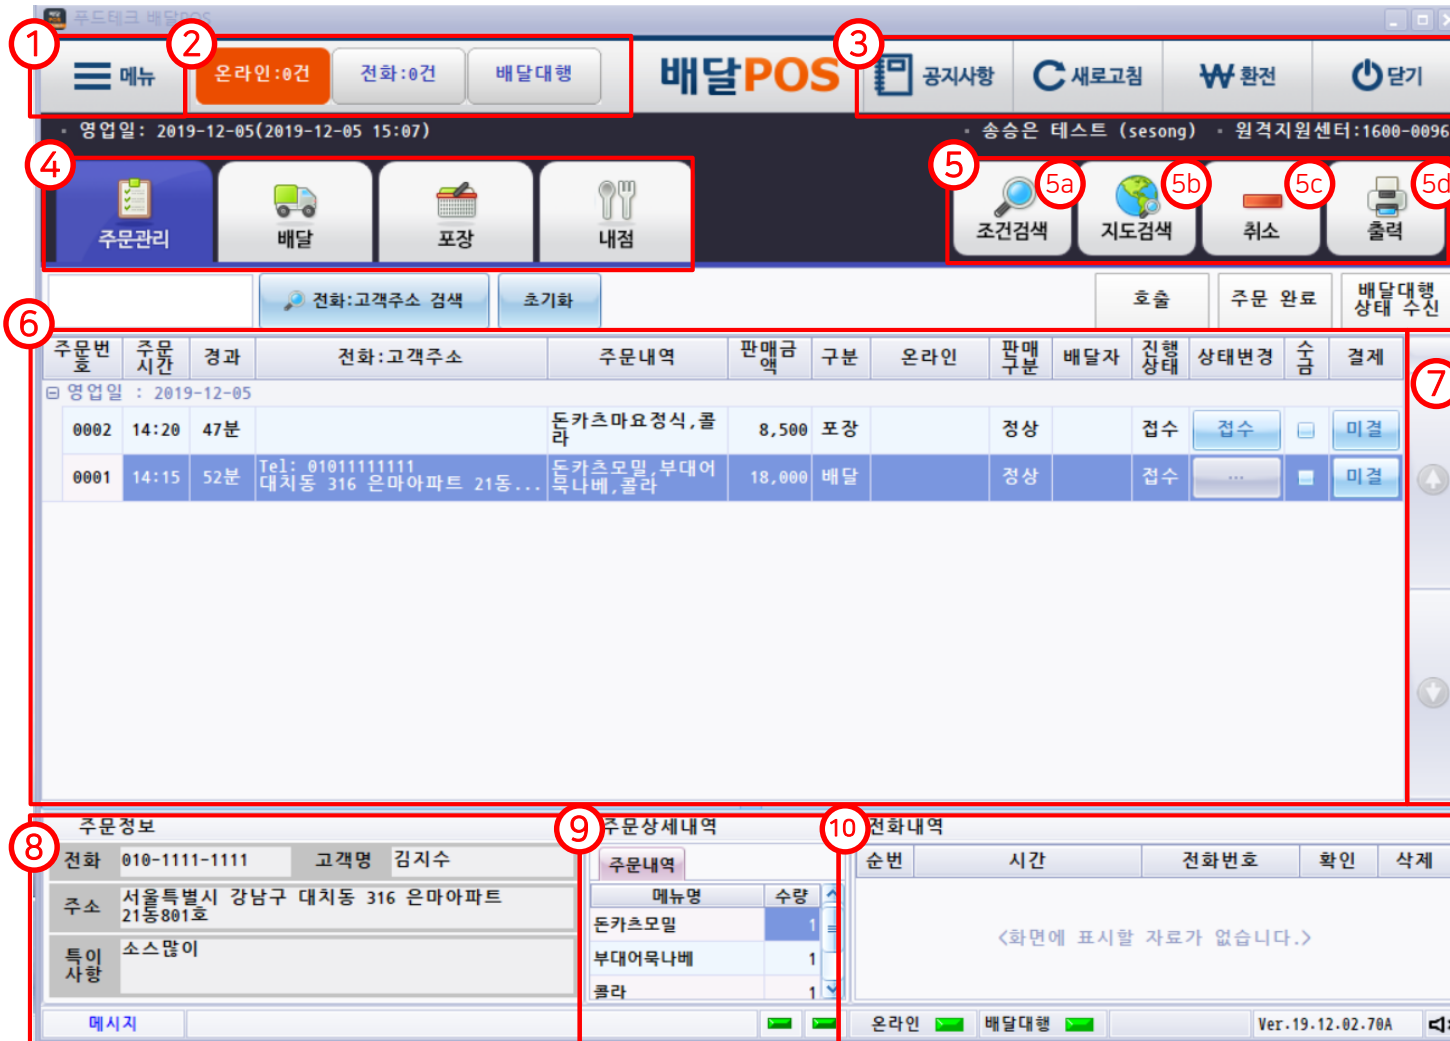 푸드테크 배달POS
1
2
3
메뉴
온라인:0건
전화:0건
배달대행
배달POS
공지사항
새로고침
환전
닫기
영업일: 2019-12-05(2019-12-05 15:07)
송승은 테스트 (sesong)
원격지원센터:1600-0096
4
5
5a
5b
5c
5d
주문관리
배달
포장
내점
조건검색
지도검색
취소
출력
전화:고객주소 검색
초기화
호출
주문 완료
배달대행
상태 수신
6
7
주문번호
주문시간
경과
전화:고객주소
주문내역
판매금액
구분
온라인
판매구분
배달자
진행상태
상태변경
수금
결제
영업일 : 2019-12-05
0002 14:20 47분 돈카츠마요정식,콜라 8,500 포장 정상 접수 접수 미결
0001 14:15 52분 Tel: 01011111111 대치동 316 은마아파트 21동... 돈카츠모밀,부대어묵나베,콜라 18,000 배달 정상 접수 ... 미결
8
주문정보
전화 010-1111-1111 고객명 김지수
주소 서울특별시 강남구 대치동 316 은마아파트
21동801호
특이사항 소스많이
9
주문상세내역
주문내역
메뉴명 수량
돈카츠모밀 1
부대어묵나베 1
콜라 1
10
전화내역
순번 시간 전화번호 확인 삭제
<화면에 표시할 자료가 없습니다.>
메시지
온라인
배달대행
Ver.19.12.02.70A